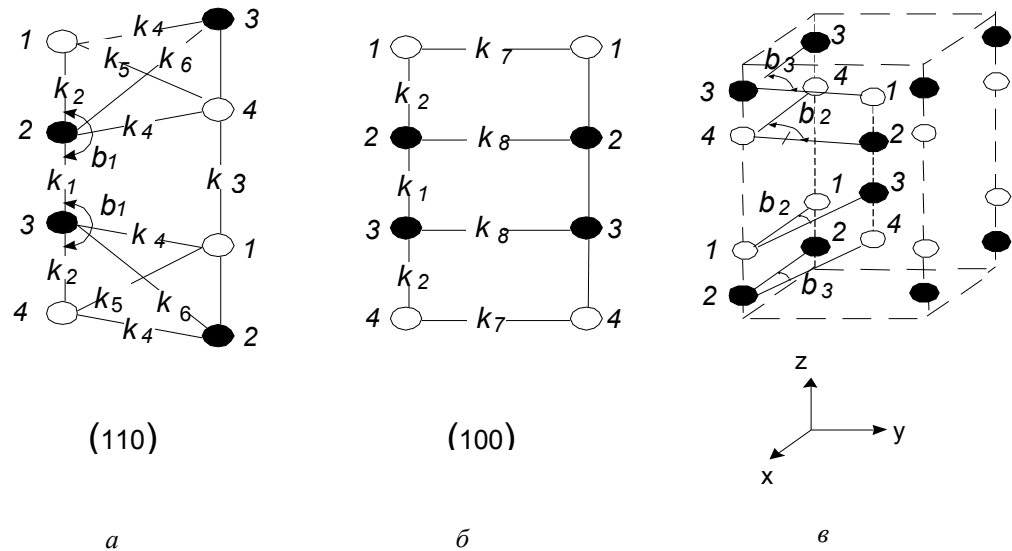 1 k4 3
k5 k6
k2
2 k4 4
b1
k1 k3
3 b1
k4 1
k2
k5
4 k6
k4 2
(110)
а
1 k7 1
k2
2 k8 2
k1
3 k8 3
k2
4 k7 4
(100)
б
3
b3
3 4 1
4 b2 2
1 3
b2
1 2 4
2 b3
z
y
x
в